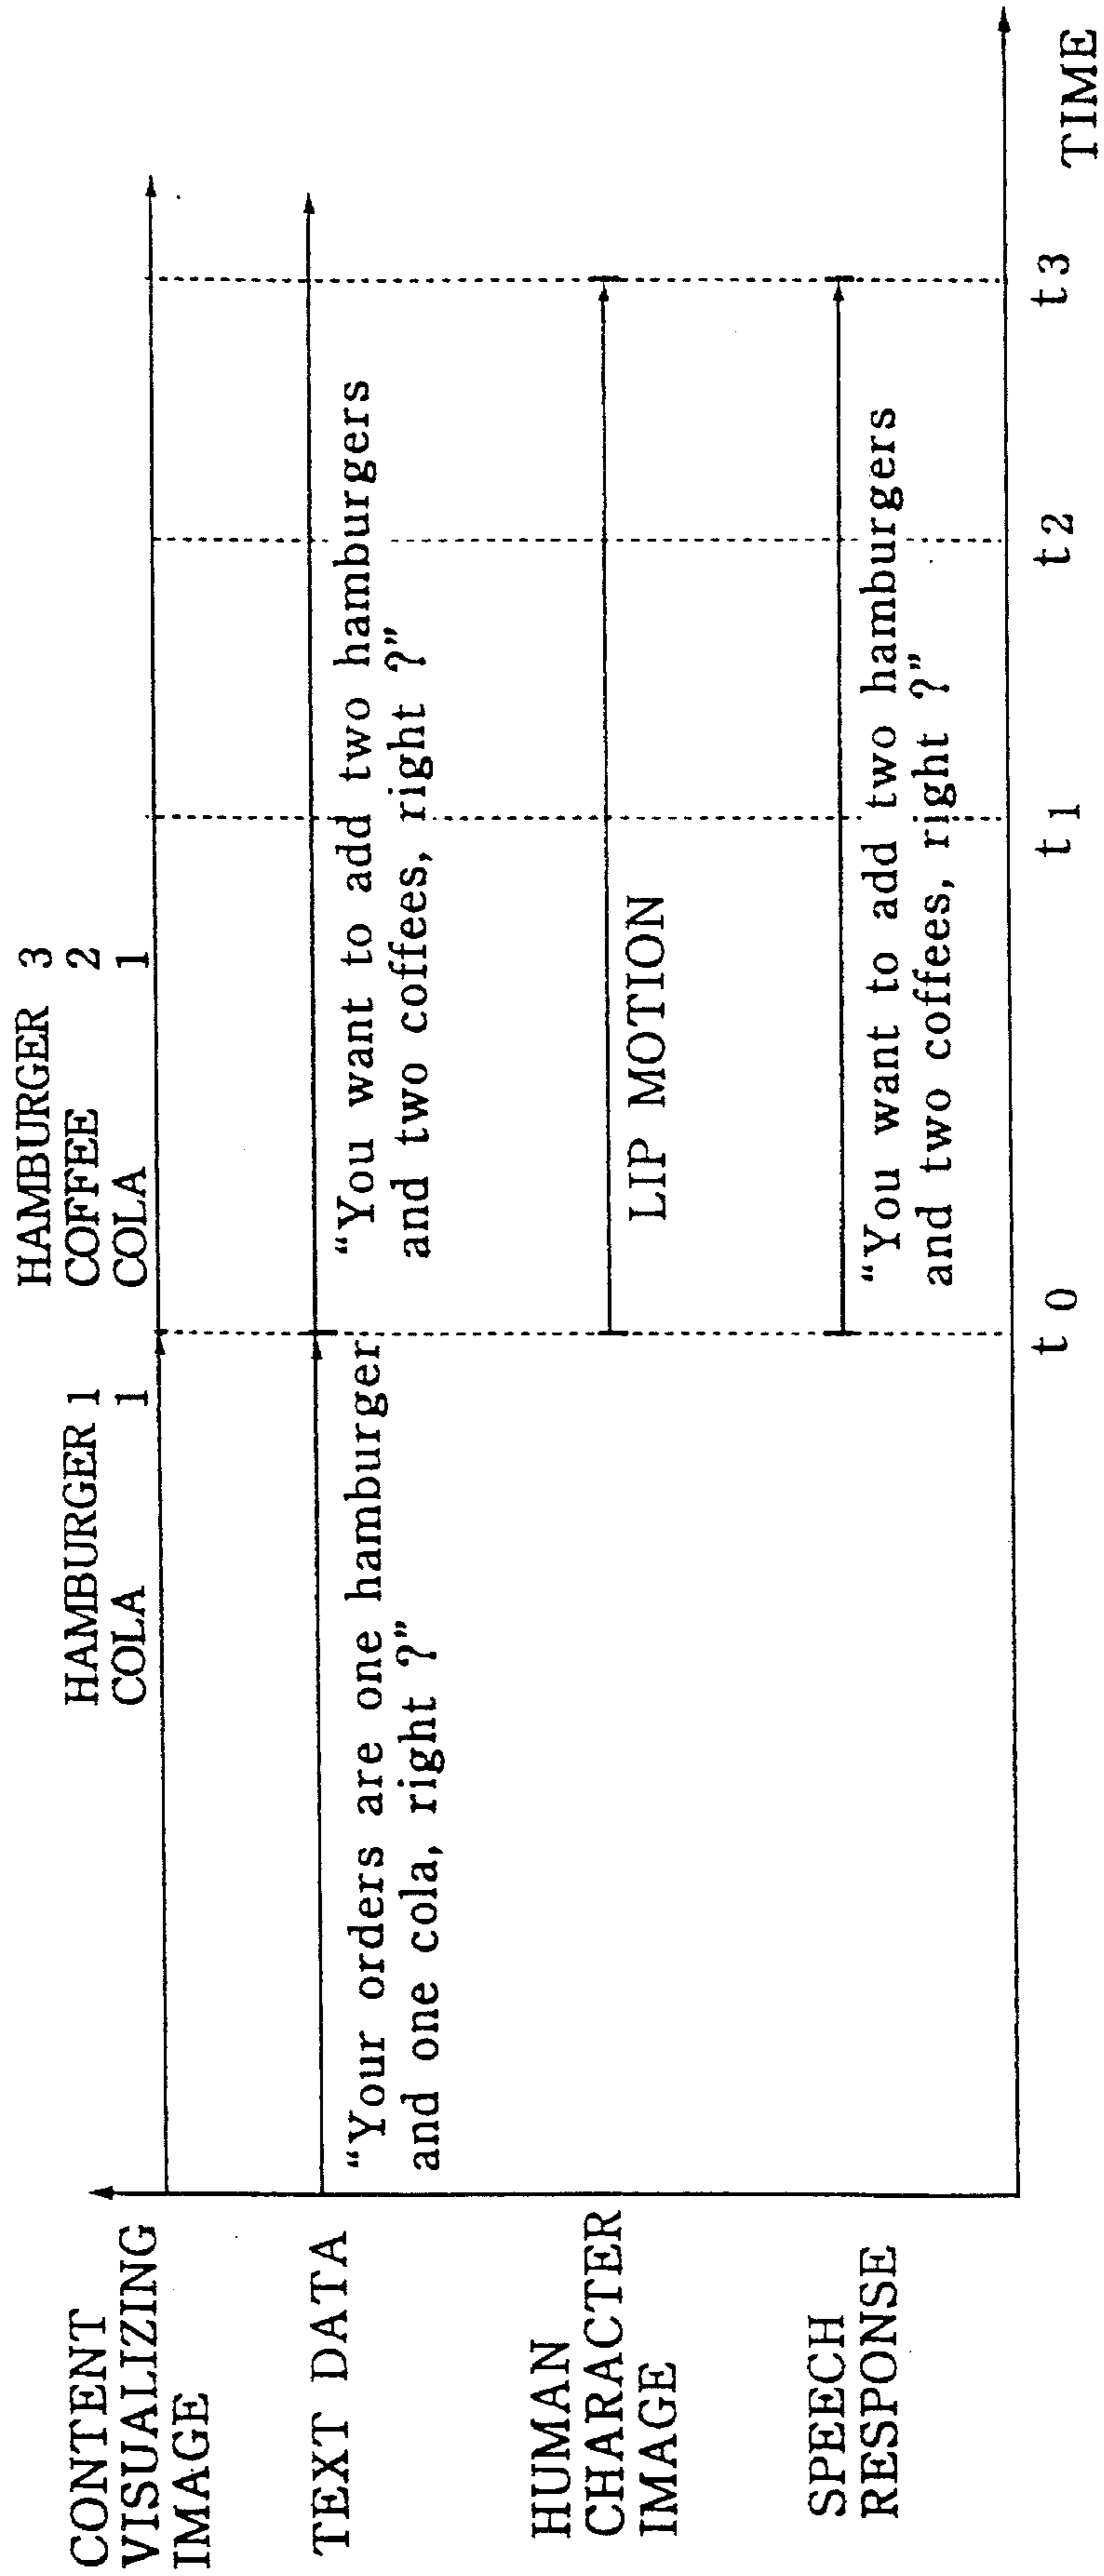 CONTENT
VISUALIZING
IMAGE
HAMBURGER 1
COLA 1
HAMBURGER 3
COFFEE 2
COLA 1
TEXT DATA
“Your orders are one hamburger
and one cola, right ?”
“You want to add two hamburgers
and two coffees, right ?”
HUMAN
CHARACTER
IMAGE
LIP MOTION
SPEECH
RESPONSE
“You want to add two hamburgers
and two coffees, right ?”
t0 t1 t2 t3
TIME